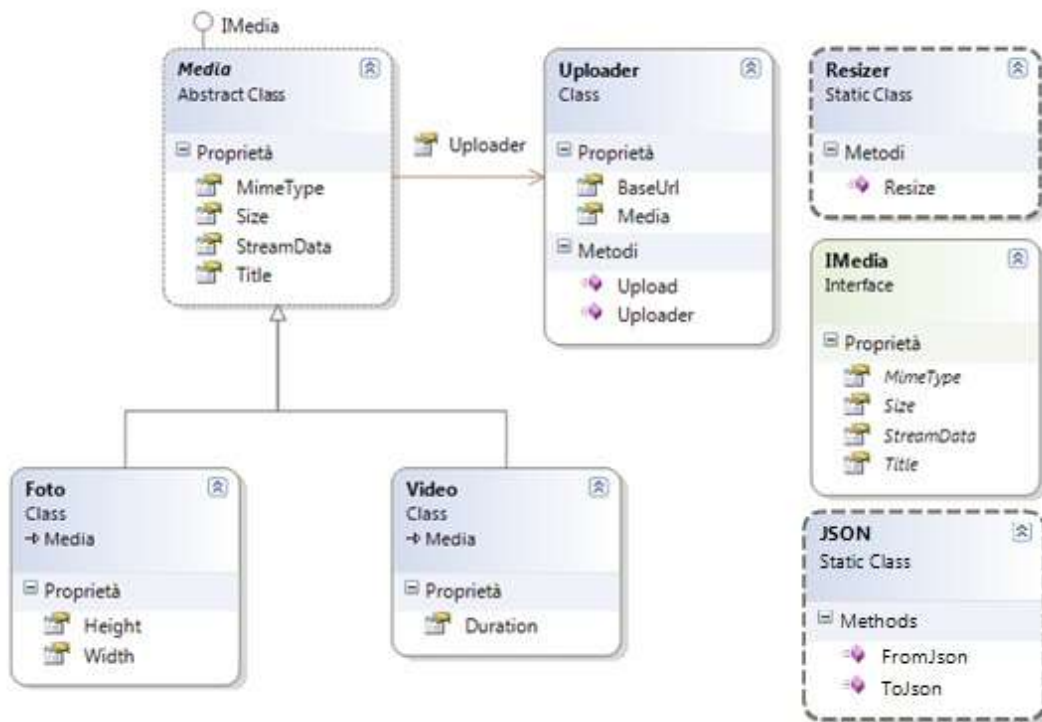 IMedia
Media
Abstract Class
Proprietà
MimeType
Size
StreamData
Title
Uploader
Uploader
Class
Proprietà
BaseUrl
Media
Metodi
Upload
Uploader
Resizer
Static Class
Metodi
Resize
IMedia
Interface
Proprietà
MimeType
Size
StreamData
Title
Foto
Class
Media
Proprietà
Height
Width
Video
Class
Media
Proprietà
Duration
JSON
Static Class
Methods
FromJson
ToJson